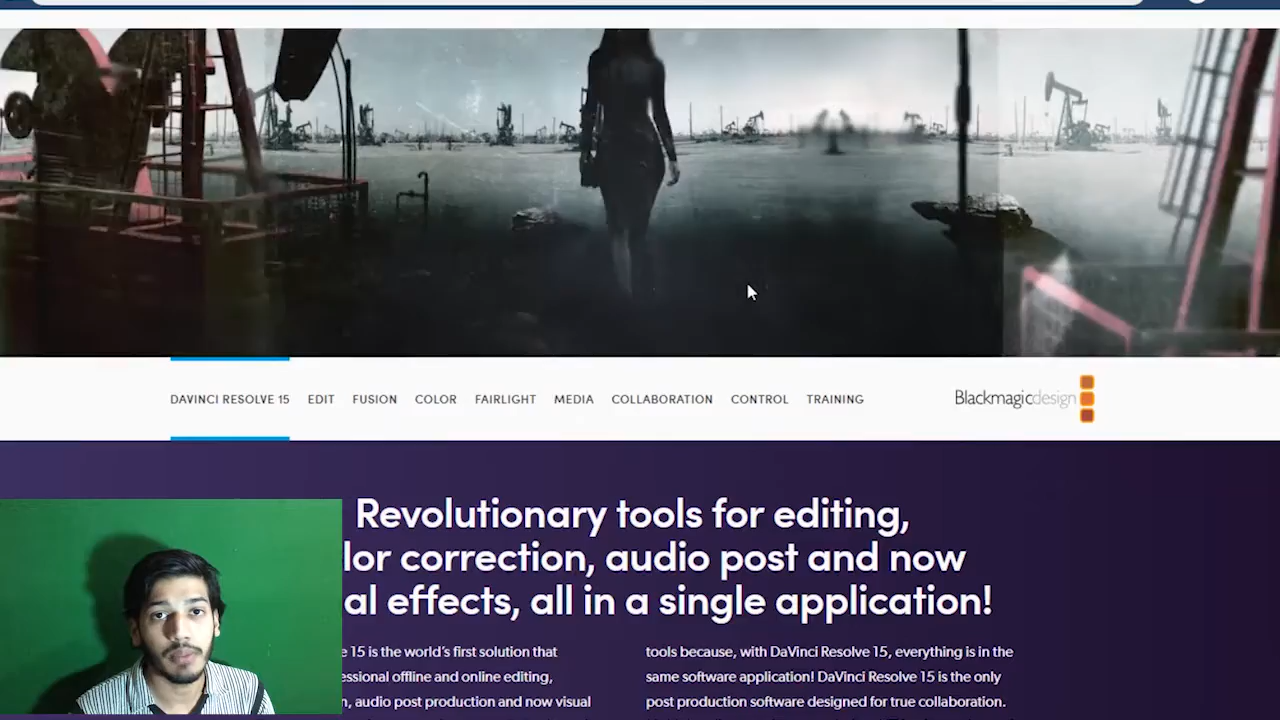 DAVINCI RESOLVE 15 EDIT FUSION COLOR FAIRLIGHT MEDIA COLLABORATION CONTROL TRAINING Blackmagicdesign
Revolutionary tools for editing,
lor correction, audio post and now
al effects, all in a single application!
e 15 is the world's first solution that
essional offline and online editing,
n, audio post production and now visual
tools because, with DaVinci Resolve 15, everything is in the
same software application! DaVinci Resolve 15 is the only
post production software designed for true collaboration.